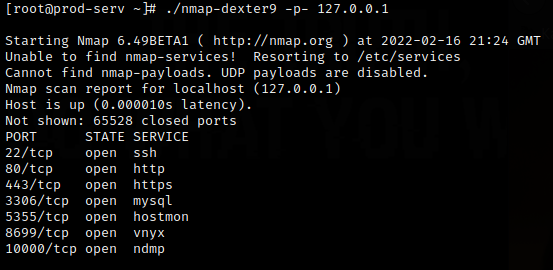 [root@prod-serv ~]# ./nmap-dexter9 -p- 127.0.0.1
Starting Nmap 6.49BETA1 ( http://nmap.org ) at 2022-02-16 21:24 GMT
Unable to find nmap-services!  Resorting to /etc/services
Cannot find nmap-payloads. UDP payloads are disabled.
Nmap scan report for localhost (127.0.0.1)
Host is up (0.000010s latency).
Not shown: 65528 closed ports
PORT      STATE SERVICE
22/tcp    open  ssh
80/tcp    open  http
443/tcp   open  https
3306/tcp  open  mysql
5355/tcp  open  hostmon
8699/tcp  open  vnyx
10000/tcp open  ndmp